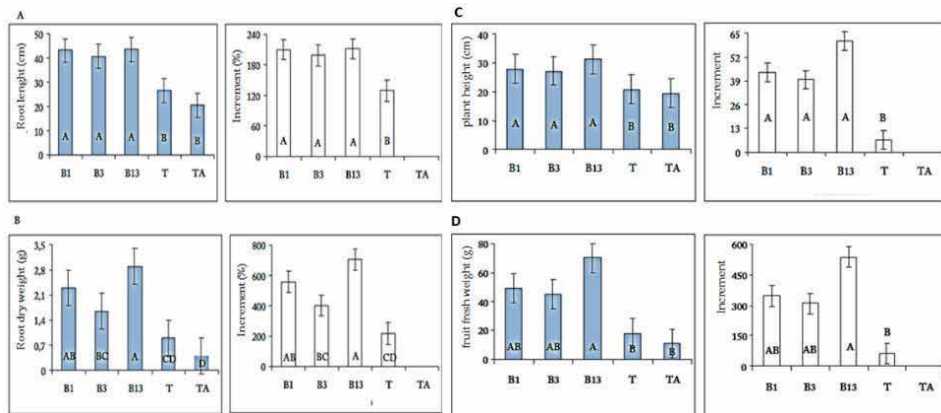 A
Root lenght (cm)
50
40
30
20
10
0
A A A B B
B1 B3 B13 T TA
Increment (%)
240
180
120
60
0
A A A B
B1 B3 B13 T TA
C
plant height (cm)
40
30
20
10
0
A A A B B
B1 B3 B13 T TA
Increment
65
52
39
26
13
0
A A A B
B1 B3 B13 T TA
B
Root dry weight (g)
3,5
2,8
2,1
1,4
0,7
0
AB BC A CD D
B1 B3 B13 T TA
Increment (%)
800
600
400
200
0
AB BC A CD
B1 B3 B13 T TA
D
fruit fresh weight (g)
80
60
40
20
0
AB AB A B B
B1 B3 B13 T TA
Increment
600
450
300
150
0
AB AB A B
B1 B3 B13 T TA